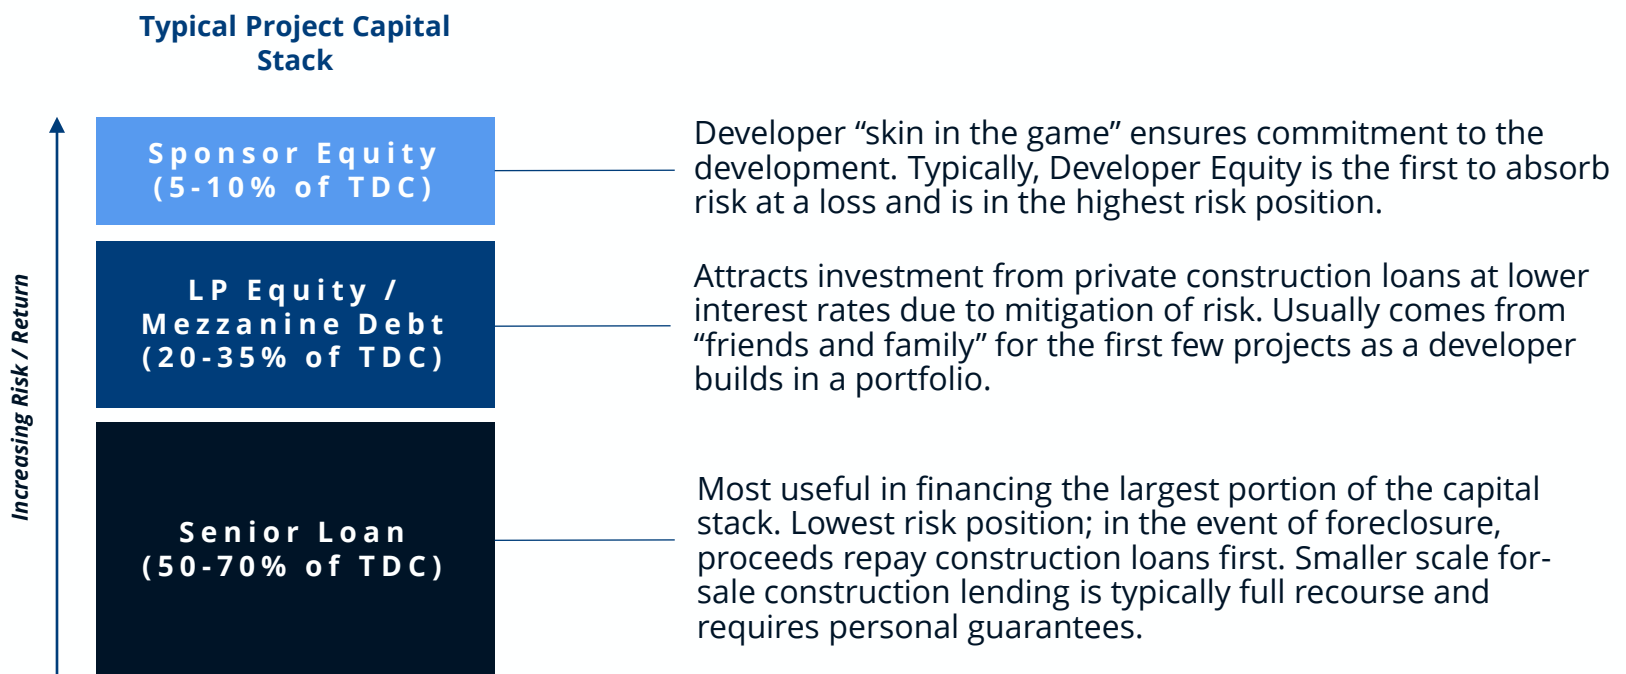 Typical Project Capital
Stack
Increasing Risk / Return
Sponsor Equity
(5-10% of TDC)
Developer “skin in the game” ensures commitment to the
development. Typically, Developer Equity is the first to absorb
risk at a loss and is in the highest risk position.
LP Equity /
Mezzanine Debt
(20-35% of TDC)
Attracts investment from private construction loans at lower
interest rates due to mitigation of risk. Usually comes from
“friends and family” for the first few projects as a developer
builds in a portfolio.
Senior Loan
(50-70% of TDC)
Most useful in financing the largest portion of the capital
stack. Lowest risk position; in the event of foreclosure,
proceeds repay construction loans first. Smaller scale for-
sale construction lending is typically full recourse and
requires personal guarantees.